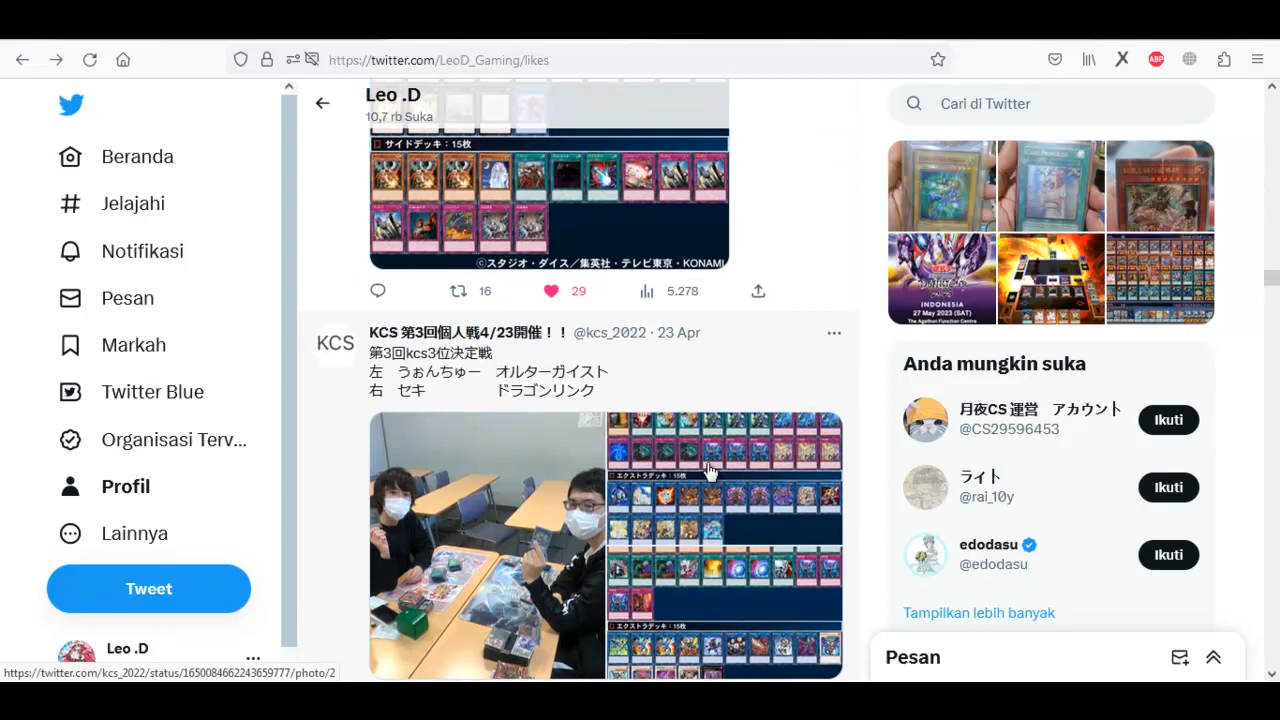 https://twitter.com/LeoD_Gaming/likes
ABP
Beranda
Jelajahi
Notifikasi
Pesan
Markah
Twitter Blue
Organisasi Terv...
Profil
Lainnya
Tweet
Leo .D
https://twitter.com/kcs_2022/status/1650084662243659777/photo/2
Leo .D
10,7 rb Suka
サイドデッキ：15枚
©スタジオ・ダイス／集英社・テレビ東京・KONAMI
16
29
5.278
KCS
KCS 第3回個人戦4/23開催！！ @kcs_2022 · 23 Apr
第3回kcs3位決定戦
左　うぉんちゅー　オルターガイスト
右　セキ　ドラゴンリンク
エクストラデッキ：15枚
エクストラデッキ：15枚
Cari di Twitter
INDONESIA
27 May 2023 (SAT)
The Agathon Function Centre
Anda mungkin suka
月夜CS 運営　アカウント
@CS29596453
Ikuti
ライト
@rai_10y
Ikuti
edodasu
@edodasu
Ikuti
Tampilkan lebih banyak
Pesan